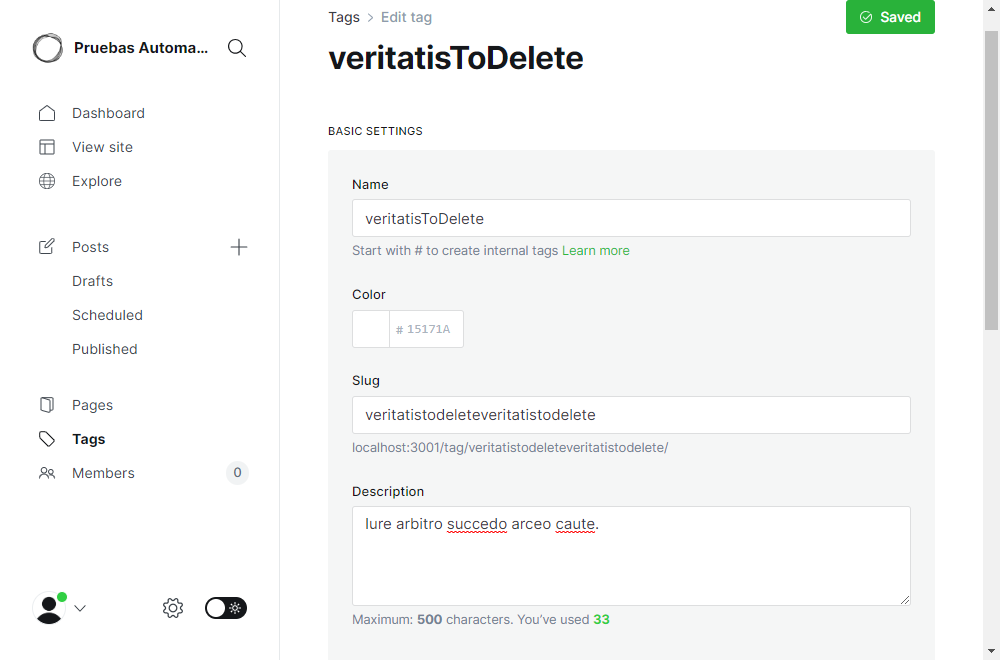 Pruebas Automa...
Dashboard
View site
Explore
Posts
Drafts
Scheduled
Published
Pages
Tags
Members 0
Tags > Edit tag
Saved
veritatisToDelete
BASIC SETTINGS
Name
veritatisToDelete
Start with # to create internal tags Learn more
Color
# 15171A
Slug
veritatistodeleteveritatistodelete
localhost:3001/tag/veritatistodeleteveritatistodelete/
Description
Iure arbitro succedo arceo caute.
Maximum: 500 characters. You’ve used 33